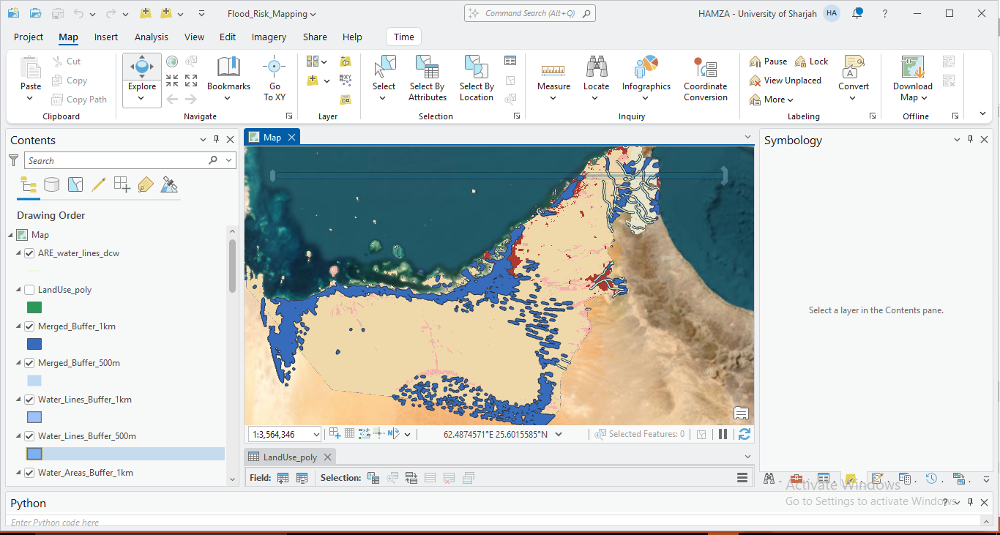 Flood_Risk_Mapping
Command Search (Alt+Q)
HAMZA - University of Sharjah
HA
?
Project
Map
Insert
Analysis
View
Edit
Imagery
Share
Help
Time
Paste
Cut
Copy
Copy Path
Clipboard
Explore
Bookmarks
Go
To XY
Navigate
XY
Layer
Select
Select By
Attributes
Select By
Location
Selection
Measure
Locate
Infographics
Coordinate
Conversion
Inquiry
Pause
Lock
View Unplaced
More
A
Convert
Labeling
Download
Map
Offline
Contents
Search
Drawing Order
Map
ARE_water_lines_dcw
LandUse_poly
Merged_Buffer_1km
Merged_Buffer_500m
Water_Lines_Buffer_1km
Water_Lines_Buffer_500m
Water_Areas_Buffer_1km
Map
1:3,564,346
N
62.4874571°E 25.6015585°N
Selected Features: 0
LandUse_poly
Field:
Selection:
Symbology
Select a layer in the Contents pane.
Activate Windows
Go to Settings to activate Windows.
Python
?
Enter Python code here